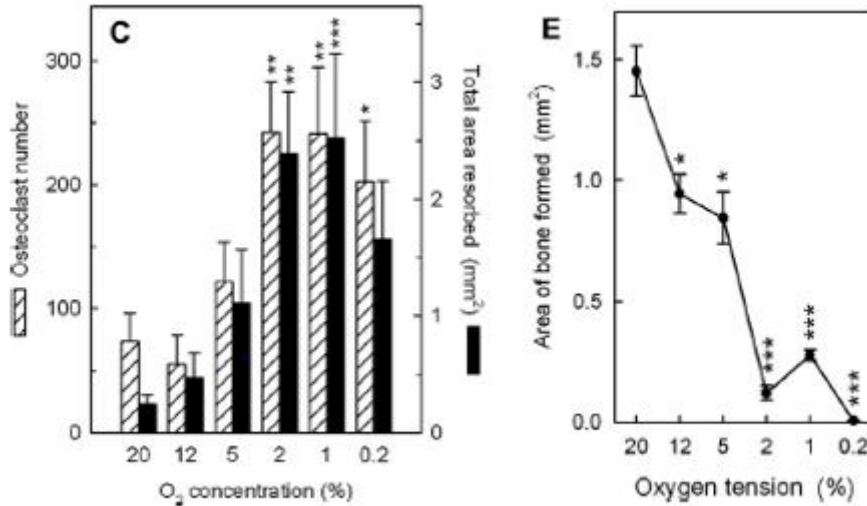 C
300
200
100
0
Osteoclast number
** ** ** *** *
3
2
1
0
Total area resorbed (mm²)
20 12 5 2 1 0.2
O₂ concentration (%)
E
1.5
1.0
0.5
0.0
Area of bone formed (mm²)
* * *** *** ***
20 12 5 2 1 0.2
Oxygen tension (%)